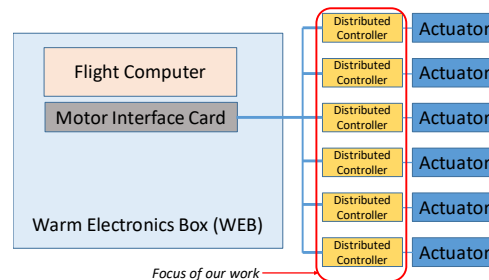 Flight Computer
Motor Interface Card
Warm Electronics Box (WEB)
Distributed
Controller
Actuator
Distributed
Controller
Actuator
Distributed
Controller
Actuator
Distributed
Controller
Actuator
Distributed
Controller
Actuator
Distributed
Controller
Actuator
Focus of our work